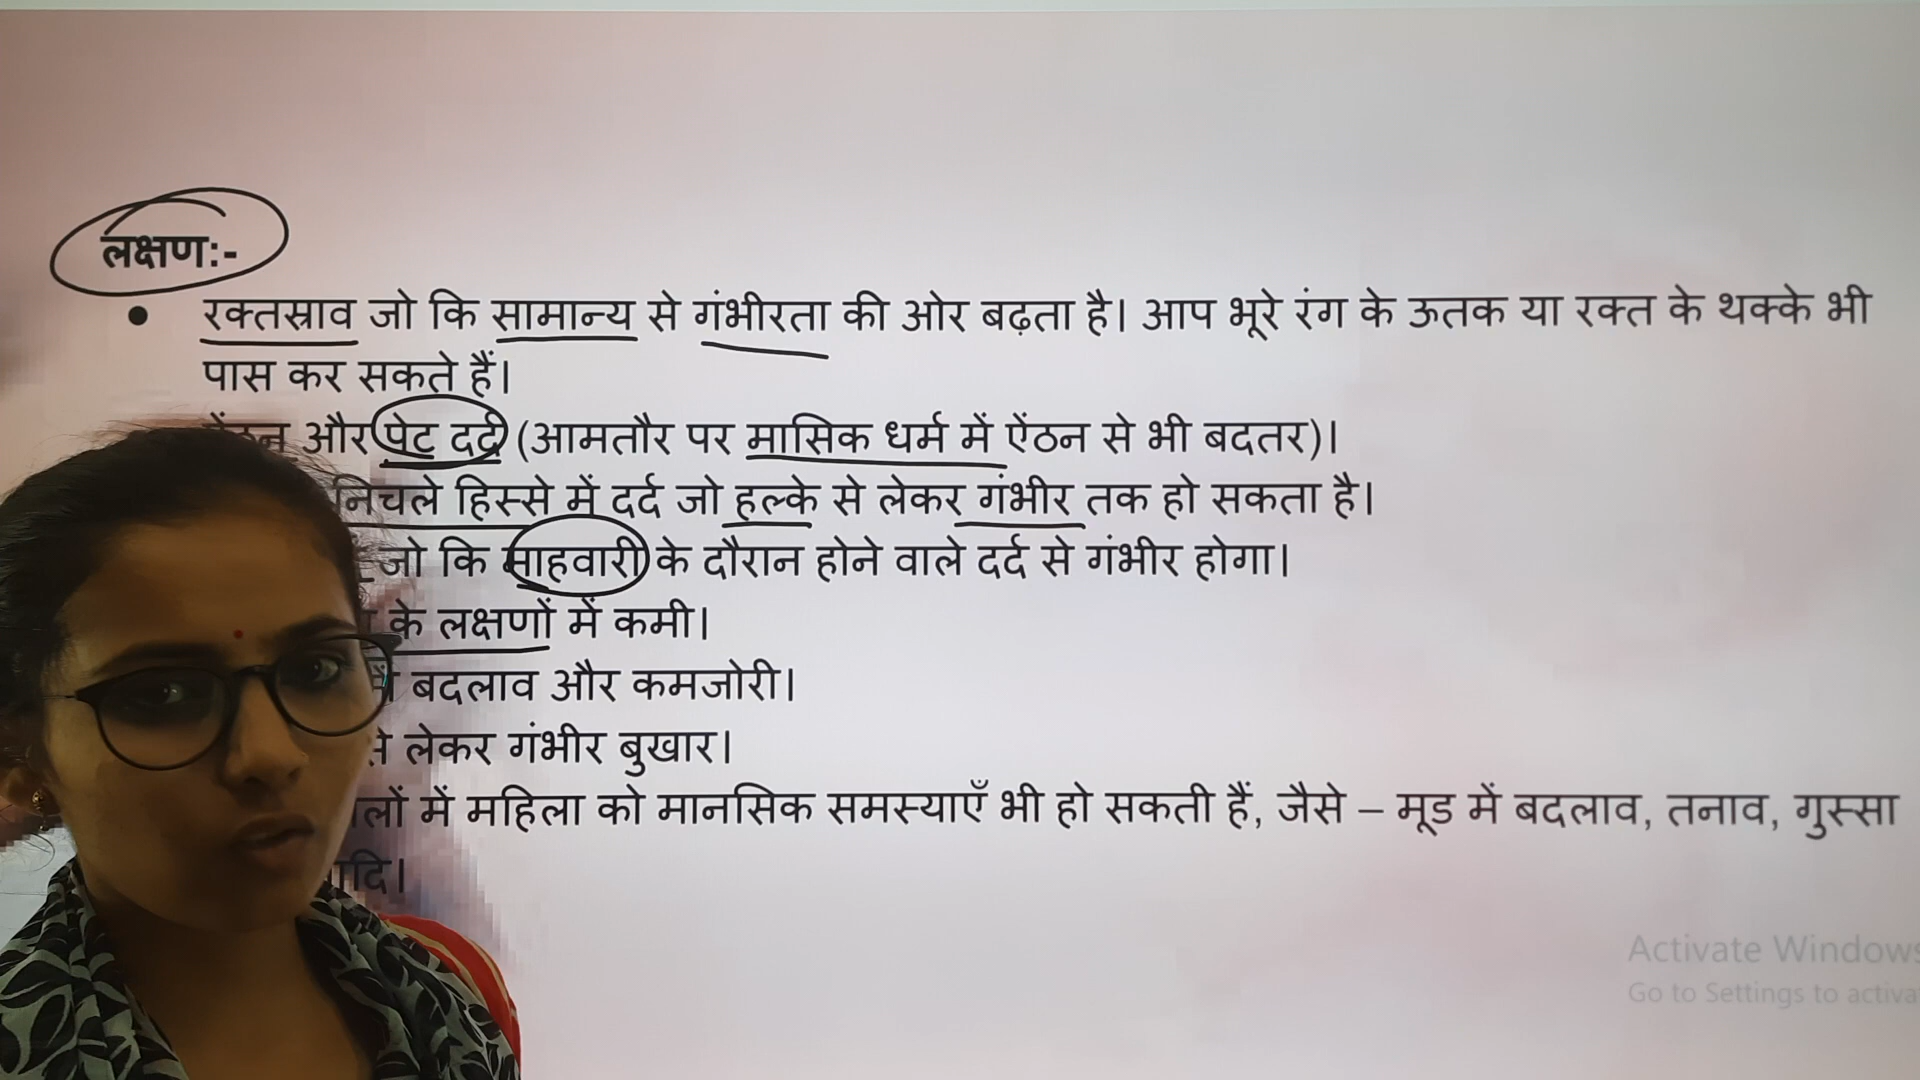 लक्षण:-
• रक्तस्राव जो कि सामान्य से गंभीरता की ओर बढ़ता है। आप भूरे रंग के ऊतक या रक्त के थक्के भी
पास कर सकते हैं।
और पेट दर्द (आमतौर पर मासिक धर्म में ऐंठन से भी बदतर)।
निचले हिस्से में दर्द जो हल्के से लेकर गंभीर तक हो सकता है।
जो कि माहवारी के दौरान होने वाले दर्द से गंभीर होगा।
के लक्षणों में कमी।
बदलाव और कमजोरी।
लेकर गंभीर बुखार।
में महिला को मानसिक समस्याएँ भी हो सकती हैं, जैसे – मूड में बदलाव, तनाव, गुस्सा
Activate Windows
Go to Settings to